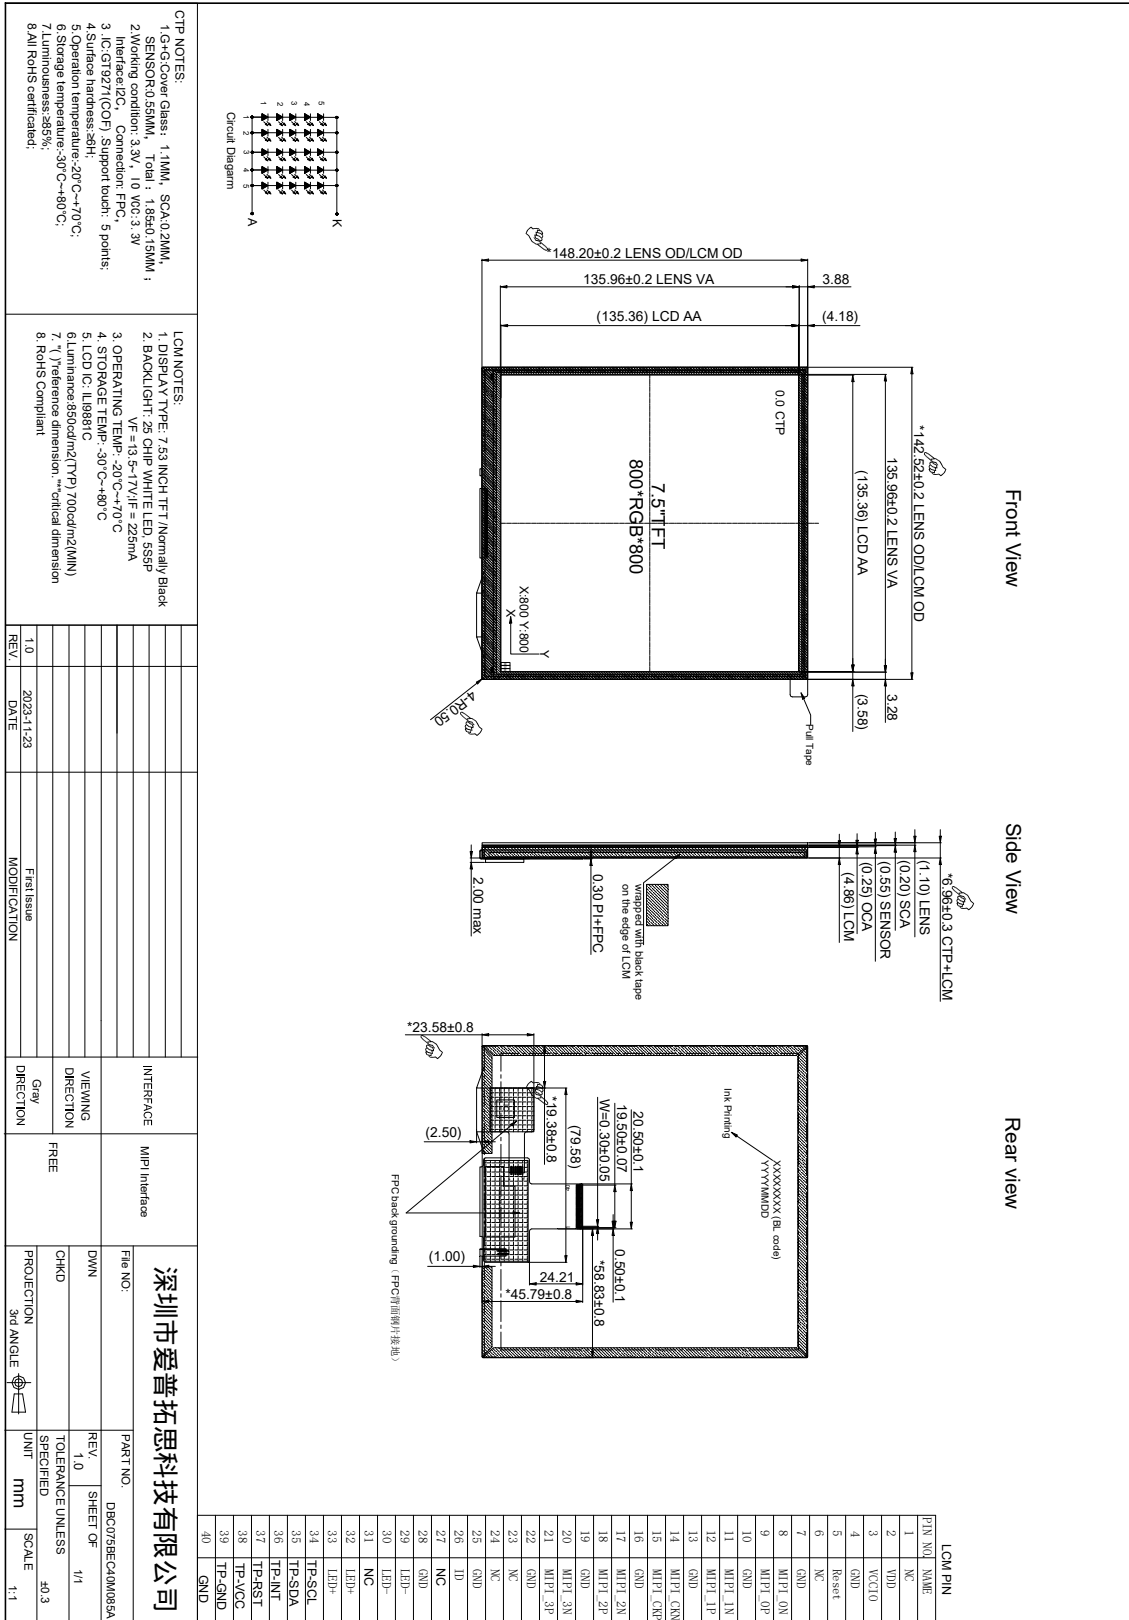 Front View
Side View
Rear view
*148.20±0.2 LENS OD/LCM OD
135.96±0.2 LENS VA
3.88
(135.36) LCD AA
(4.18)
*142.52±0.2 LENS OD/LCM OD
135.96±0.2 LENS VA
3.28
(135.36) LCD AA
(3.58)
Pull Tape
0.0 CTP
7.5"TFT
800*RGB*800
X:800 Y:800
X
Y
4-R0.50
*6.96±0.3 CTP+LCM
(1.10) LENS
(0.20) SCA
(0.55) SENSOR
(0.25) OCA
(4.86) LCM
wrapped with black tape
on the edge of LCM
0.30 PI+FPC
2.00 max
*23.58±0.8
Ink Printing
XXXXXXXX (BL code)
YYYYMMDD
20.50±0.1
19.50±0.07
W=0.30±0.05
(79.58)
*19.38±0.8
0.50±0.1
*58.83±0.8
24.21
*45.79±0.8
(2.50)
(1.00)
FPC back grounding (FPC背面钢片接地)
1 2 3 4 5
1 2 3 4 5
K
A
Circuit Diagarm
CTP NOTES:
1.G+G:Cover Glass: 1.1MM, SCA:0.2MM,
SENSOR:0.55MM, Total : 1.85±0.15MM ;
2.Working condition: 3.3V, IO VCC:3.3V
Interface:I2C, Connection: FPC,
3 .IC:GT9271(COF) .Support touch: 5 points;
4.Surface hardness:≥6H;
5.Operation temperature:-20°C~+70°C;
6.Storage temperature:-30°C~+80°C;
7.Luminousness:≥85%;
8.All RoHS certificated;
LCM NOTES:
1. DISPLAY TYPE: 7.53 INCH TFT /Normally Black
2. BACKLIGHT: 25 CHIP WHITE LED, 5S5P
VF =13.5~17V;IF = 225mA
3. OPERATING TEMP: -20°C~+70°C
4. STORAGE TEMP: -30°C~+80°C
5. LCD IC: ILI9881C
6.Luminance:850cd/m2(TYP) 700cd/m2(MIN)
7. "( )"reference dimension. "*"critical dimension
8. RoHS Compliant
1.0 2023-11-23 First Issue
REV. DATE MODIFICATION
INTERFACE MIPI Interface
VIEWING DIRECTION FREE
Gray DIRECTION
深圳市爱普拓思科技有限公司
File NO:
PART NO. DBC075BEC40M085A
DWN
REV. 1.0
SHEET OF 1/1
CHKD
TOLERANCE UNLESS
SPECIFIED ±0.3
PROJECTION 3rd ANGLE
UNIT mm
SCALE 1:1
LCM PIN
PIN NO. NAME
1 NC
2 VDD
3 VCCIO
4 GND
5 Reset
6 NC
7 GND
8 MIPI_0N
9 MIPI_0P
10 GND
11 MIPI_1N
12 MIPI_1P
13 GND
14 MIPI_CKN
15 MIPI_CKP
16 GND
17 MIPI_2N
18 MIPI_2P
19 GND
20 MIPI_3N
21 MIPI_3P
22 GND
23 NC
24 NC
25 GND
26 ID
27 NC
28 GND
29 LED-
30 LED-
31 NC
32 LED+
33 LED+
34 TP-SCL
35 TP-SDA
36 TP-INT
37 TP-RST
38 TP-VCC
39 TP-GND
40 GND